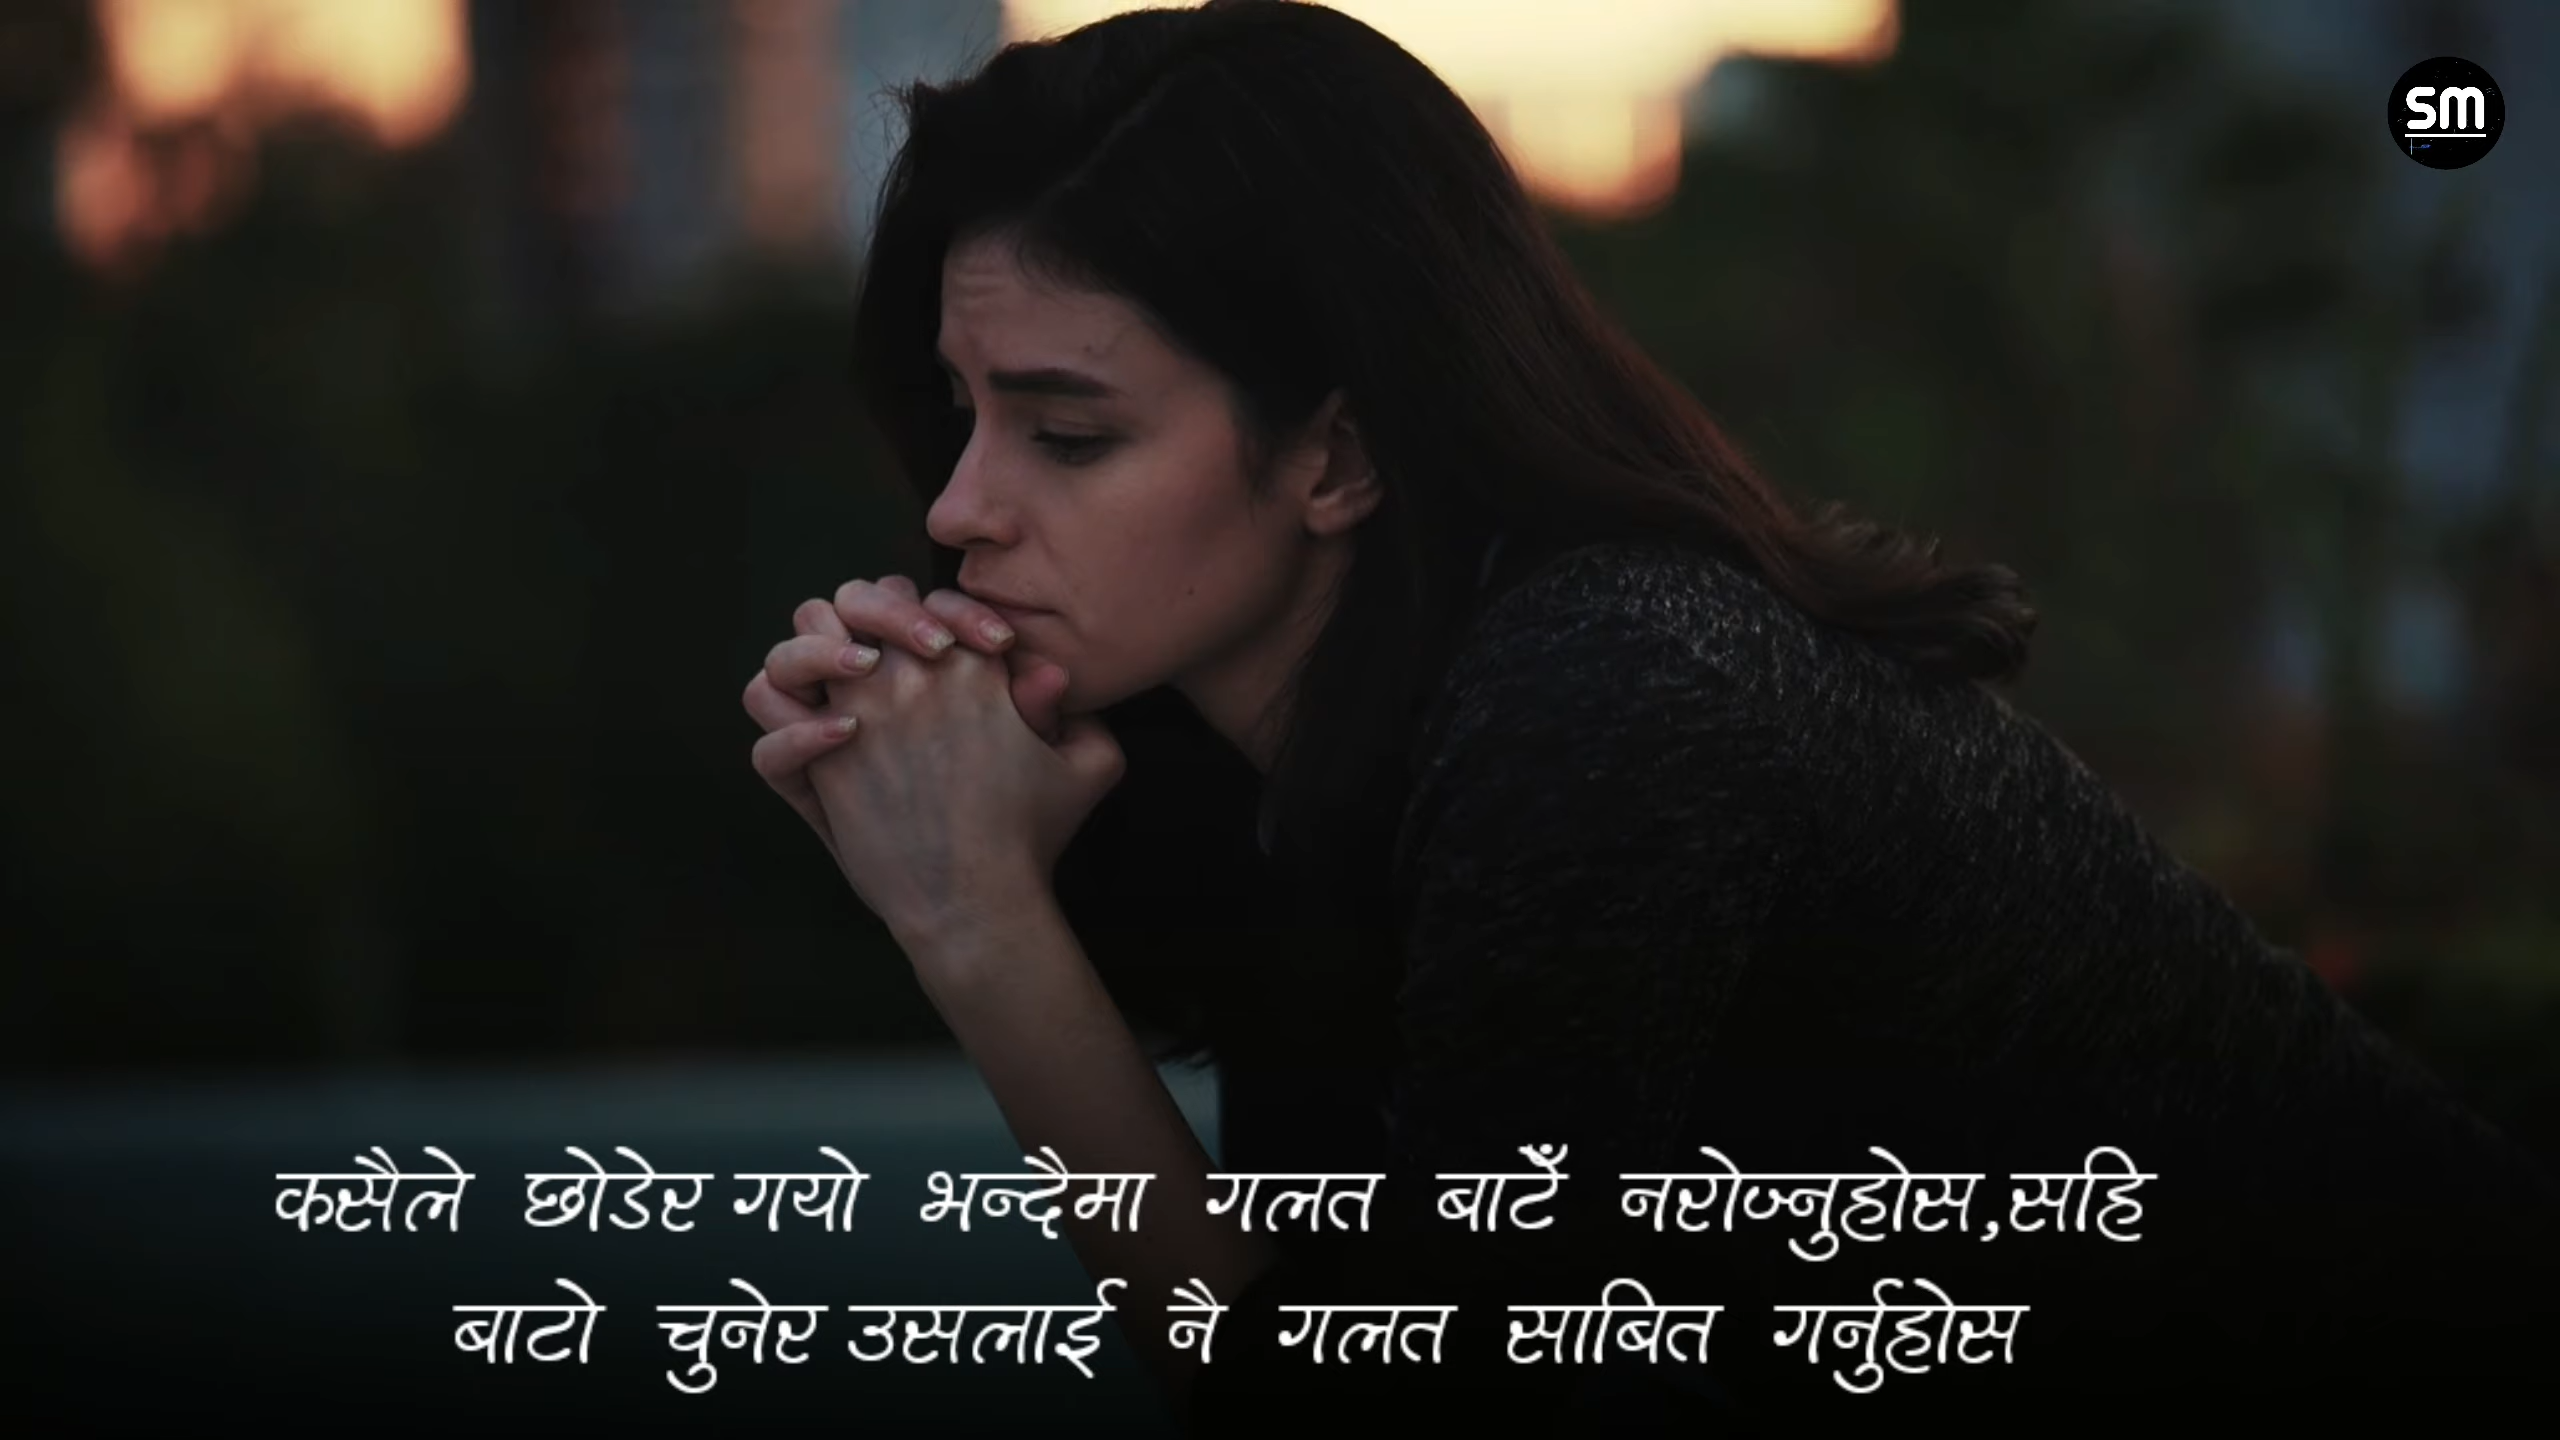 SM
कसैले छोडेर गयो भन्दैमा गलत बाटोँ नरोज्नुहोस,सहि
बाटो चुनेर उसलाई नै गलत साबित गर्नुहोस